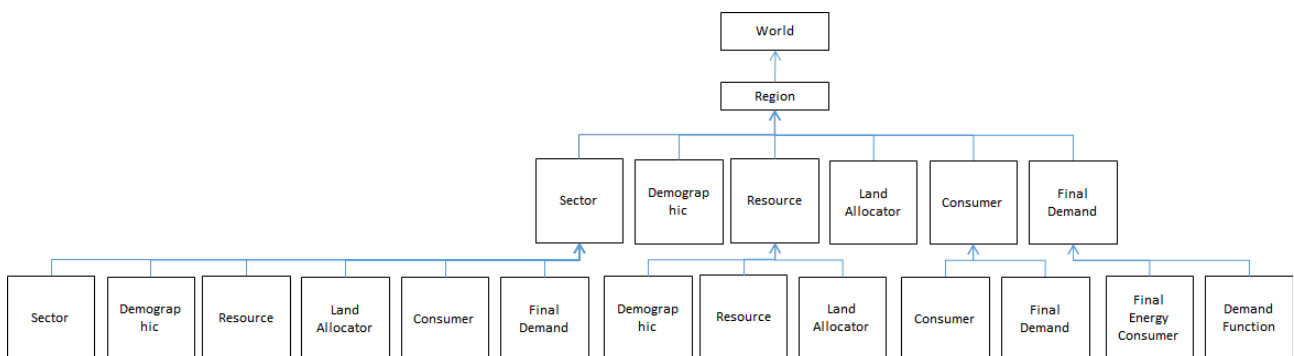 World
Region
Sector
Demograp
hic
Resource
Land
Allocator
Consumer
Final
Demand
Sector
Demograp
hic
Resource
Land
Allocator
Consumer
Final
Demand
Demograp
hic
Resource
Land
Allocator
Consumer
Final
Demand
Final
Energy
Consumer
Demand
Function